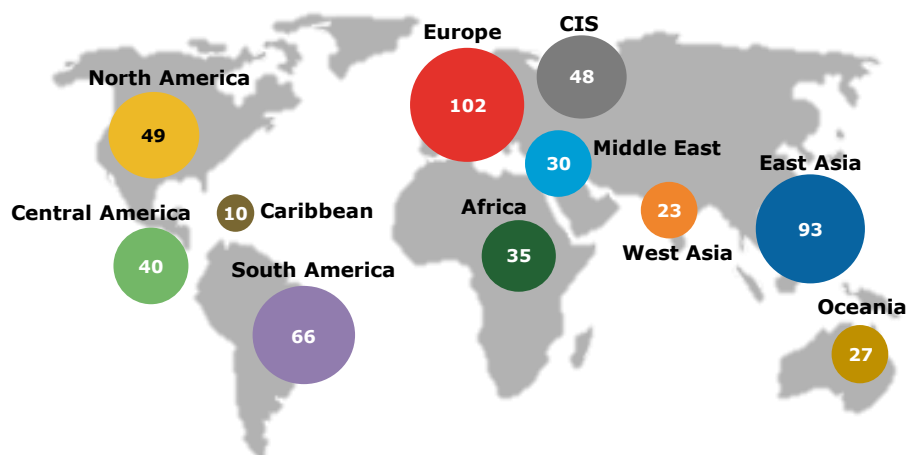 CIS
Europe
48
North America
102
49
Middle East
30
East Asia
Central America
10
Caribbean
Africa
23
93
West Asia
40
South America
35
Oceania
66
27